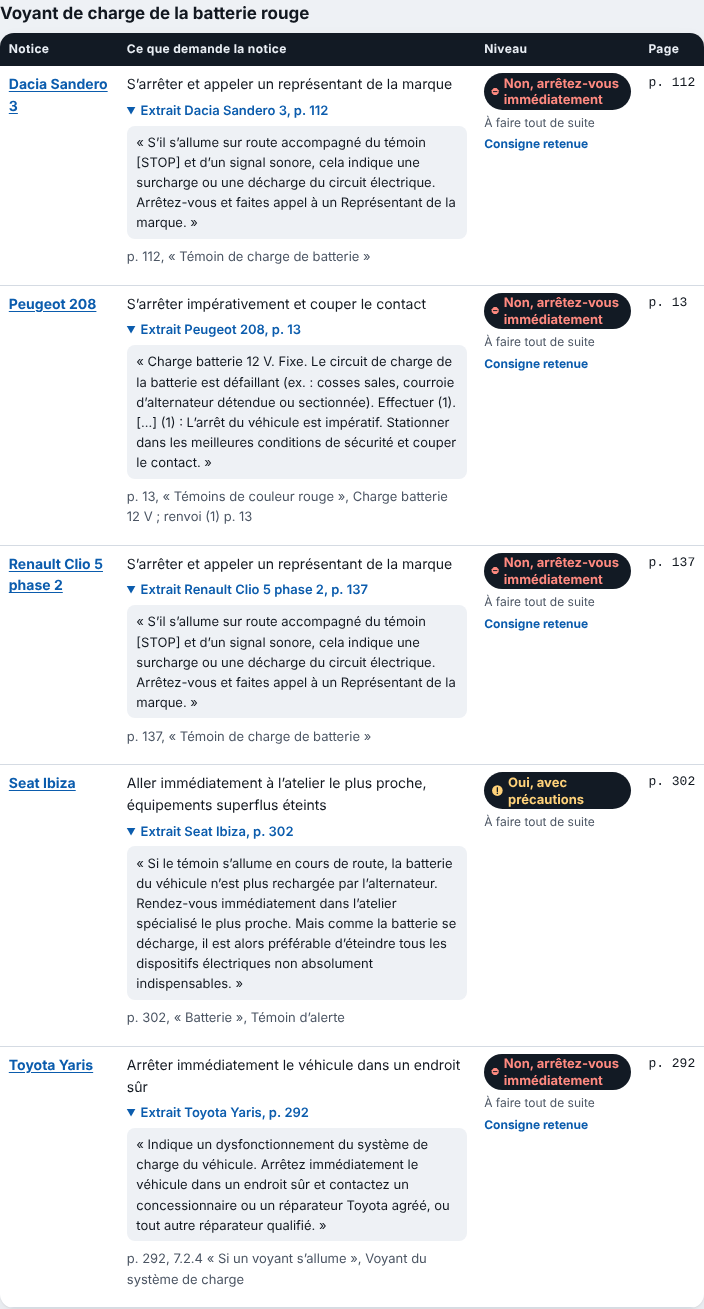 Voyant de charge de la batterie rouge
Notice
Ce que demande la notice
Niveau
Page
Dacia Sandero
3
S’arrêter et appeler un représentant de la marque
▼ Extrait Dacia Sandero 3, p. 112
« S’il s’allume sur route accompagné du témoin
[STOP] et d’un signal sonore, cela indique une
surcharge ou une décharge du circuit électrique.
Arrêtez-vous et faites appel à un Représentant de la
marque. »
p. 112, « Témoin de charge de batterie »
Non, arrêtez-vous
immédiatement
À faire tout de suite
Consigne retenue
p. 112
Peugeot 208
S’arrêter impérativement et couper le contact
▼ Extrait Peugeot 208, p. 13
« Charge batterie 12 V. Fixe. Le circuit de charge de
la batterie est défaillant (ex. : cosses sales, courroie
d’alternateur détendue ou sectionnée). Effectuer (1).
[…] (1) : L’arrêt du véhicule est impératif. Stationner
dans les meilleures conditions de sécurité et couper
le contact. »
p. 13, « Témoins de couleur rouge », Charge batterie
12 V ; renvoi (1) p. 13
Non, arrêtez-vous
immédiatement
À faire tout de suite
Consigne retenue
p. 13
Renault Clio 5
phase 2
S’arrêter et appeler un représentant de la marque
▼ Extrait Renault Clio 5 phase 2, p. 137
« S’il s’allume sur route accompagné du témoin
[STOP] et d’un signal sonore, cela indique une
surcharge ou une décharge du circuit électrique.
Arrêtez-vous et faites appel à un Représentant de la
marque. »
p. 137, « Témoin de charge de batterie »
Non, arrêtez-vous
immédiatement
À faire tout de suite
Consigne retenue
p. 137
Seat Ibiza
Aller immédiatement à l’atelier le plus proche,
équipements superflus éteints
▼ Extrait Seat Ibiza, p. 302
« Si le témoin s’allume en cours de route, la batterie
du véhicule n’est plus rechargée par l’alternateur.
Rendez-vous immédiatement dans l’atelier
spécialisé le plus proche. Mais comme la batterie se
décharge, il est alors préférable d’éteindre tous les
dispositifs électriques non absolument
indispensables. »
p. 302, « Batterie », Témoin d’alerte
Oui, avec
précautions
À faire tout de suite
p. 302
Toyota Yaris
Arrêter immédiatement le véhicule dans un endroit
sûr
▼ Extrait Toyota Yaris, p. 292
« Indique un dysfonctionnement du système de
charge du véhicule. Arrêtez immédiatement le
véhicule dans un endroit sûr et contactez un
concessionnaire ou un réparateur Toyota agréé, ou
tout autre réparateur qualifié. »
p. 292, 7.2.4 « Si un voyant s’allume », Voyant du
système de charge
Non, arrêtez-vous
immédiatement
À faire tout de suite
Consigne retenue
p. 292